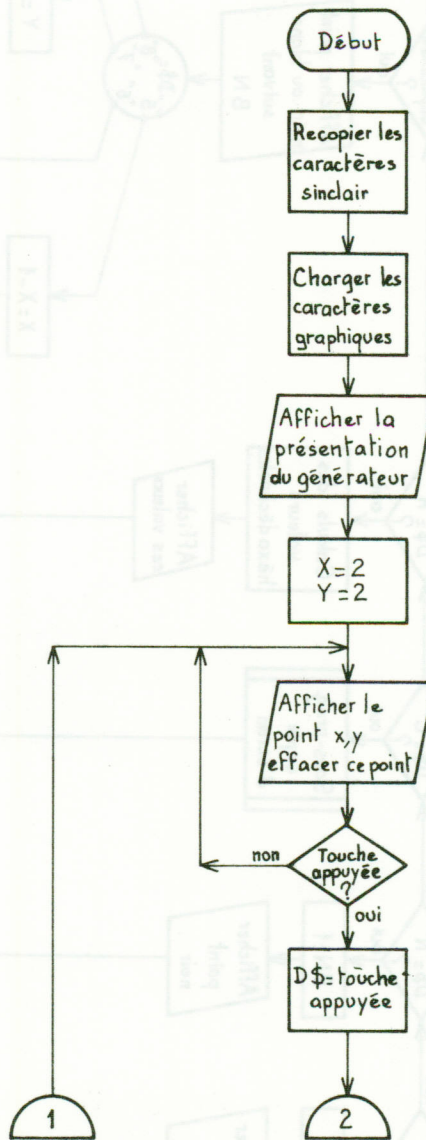 Début
Recopier les
caractères
sinclair
Charger les
caractères
graphiques
Afficher la
présentation
du générateur
X=2
Y=2
Afficher le
point x,y
effacer ce point
non
Touche
appuyée
?
oui
D$=touche
appuyée
1
2